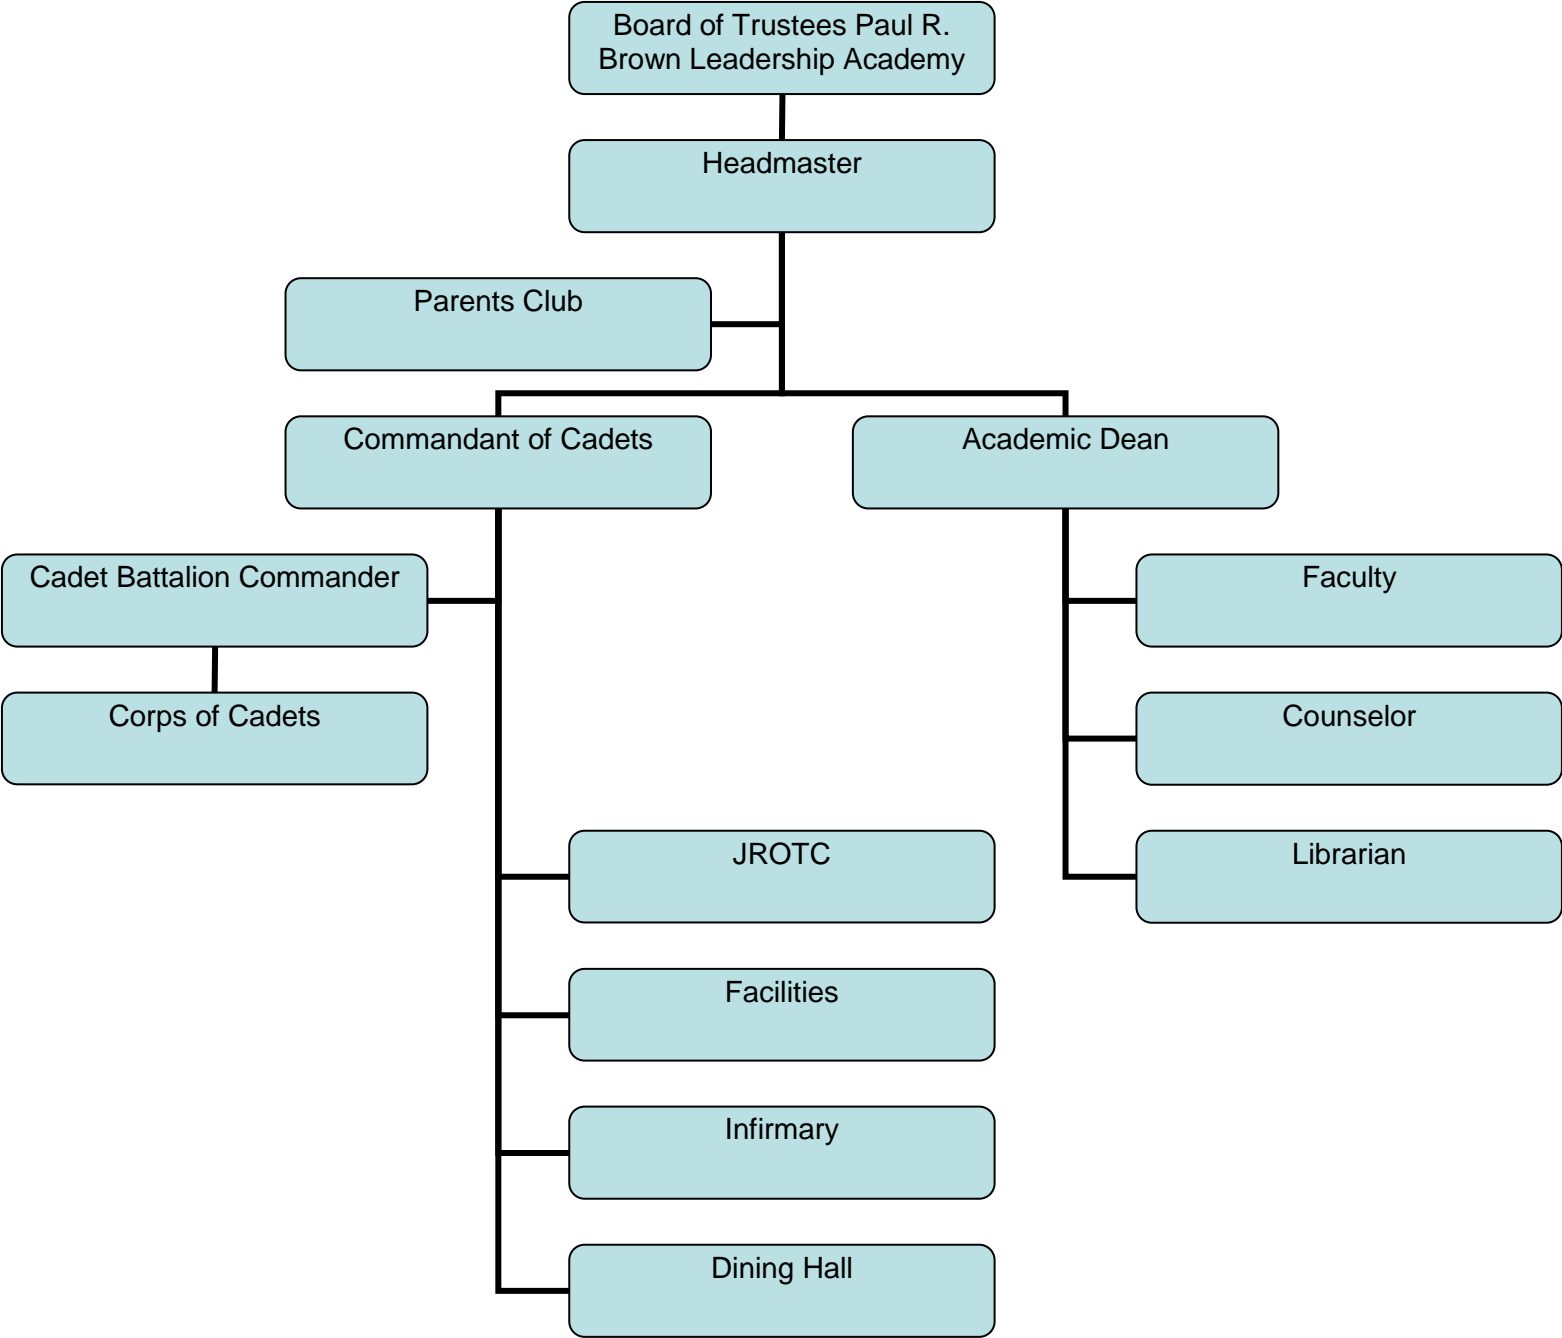 Board of Trustees Paul R.
Brown Leadership Academy
Headmaster
Parents Club
Commandant of Cadets
Academic Dean
Cadet Battalion Commander
Faculty
Corps of Cadets
Counselor
JROTC
Librarian
Facilities
Infirmary
Dining Hall